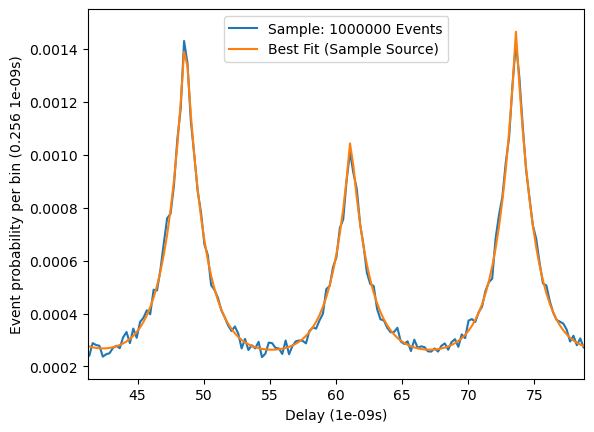 Sample: 1000000 Events
Best Fit (Sample Source)
Event probability per bin (0.256 1e-09s)
0.0014
0.0012
0.0010
0.0008
0.0006
0.0004
0.0002
45 50 55 60 65 70 75
Delay (1e-09s)